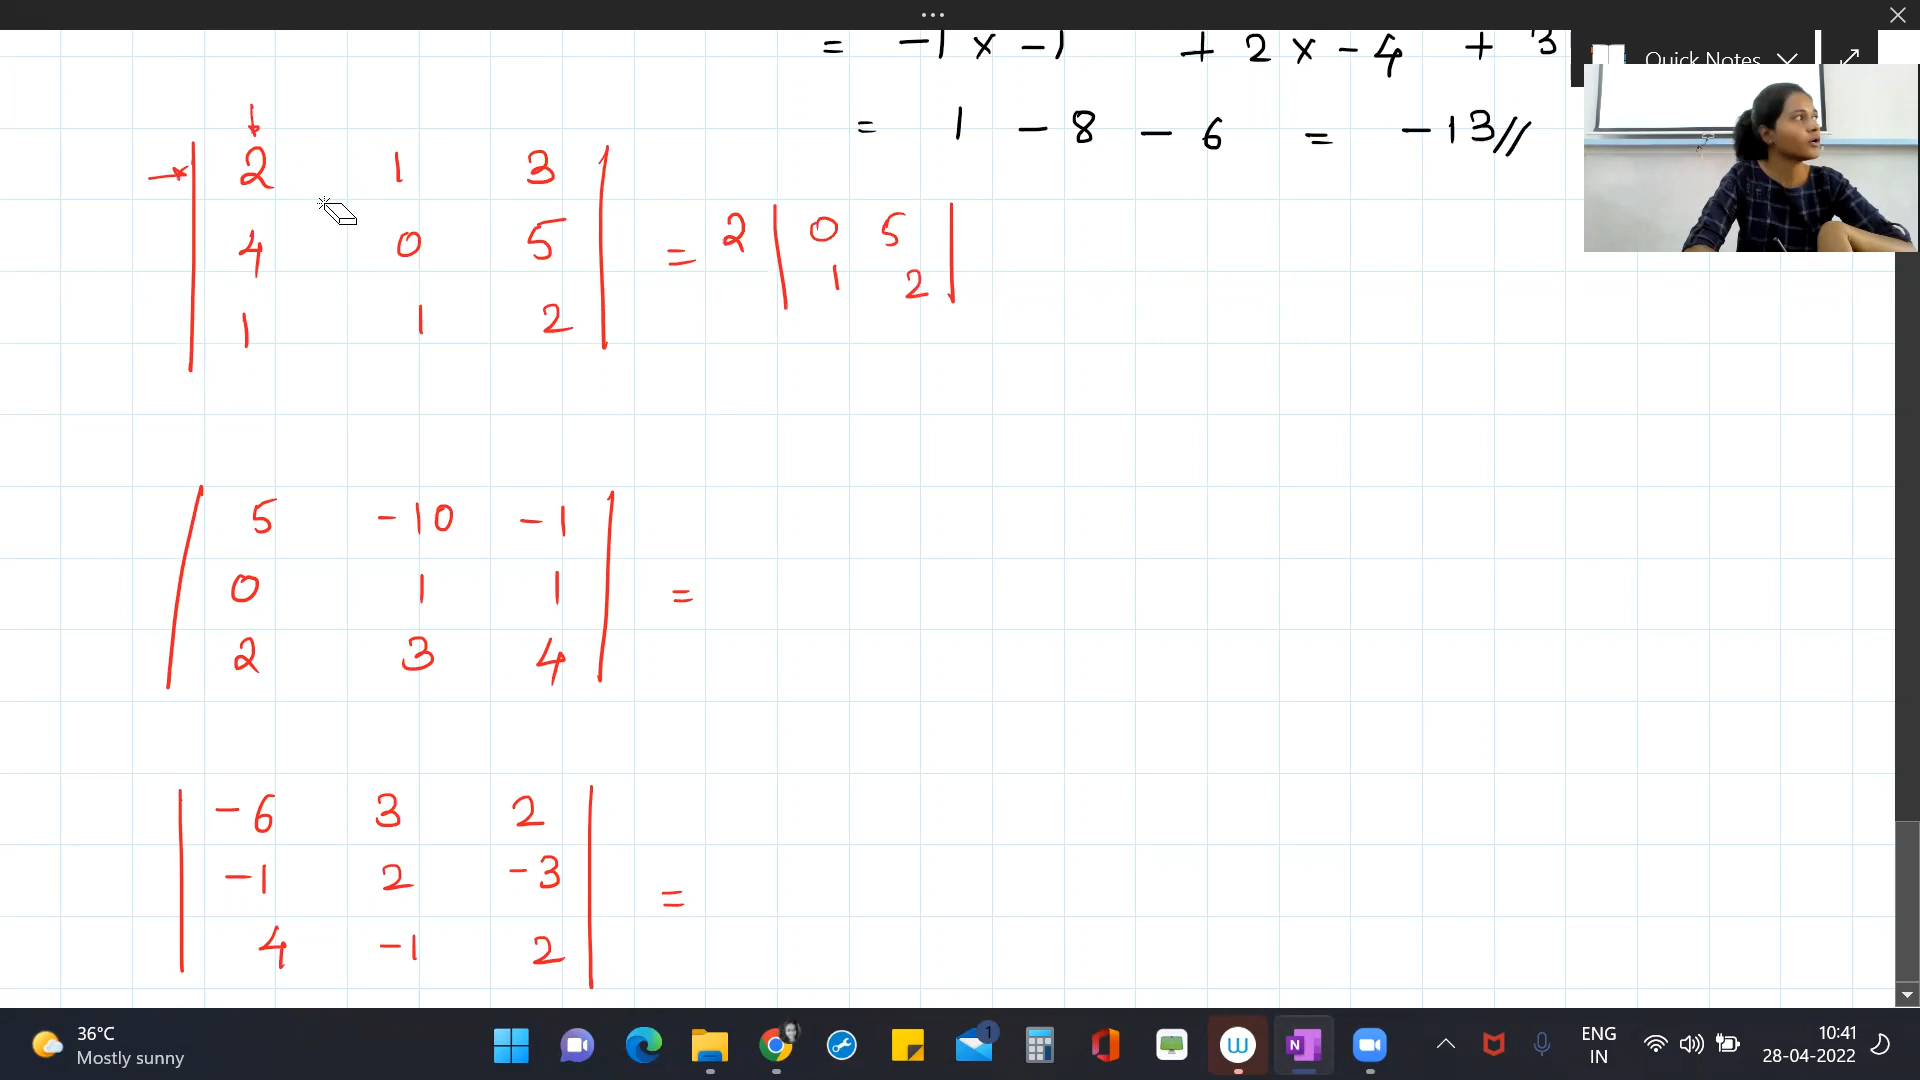 ...
= -1 x -1 + 2 x -4 + 3
Quick Notes
= 1 - 8 - 6 = -13//
2 1 3
4 0 5
1 1 2
= 2 | 0 5 |
1 2
5 -10 -1
0 1 1
2 3 4
=
-6 3 2
-1 2 -3
4 -1 2
=
36°C
Mostly sunny
1
ENG
IN
10:41
28-04-2022